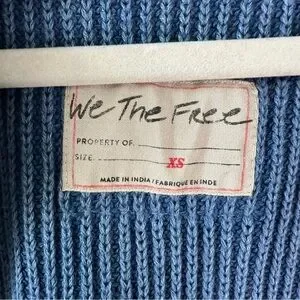 We The Free
PROPERTY OF.
SIZE. XS
MADE IN INDIA / FABRIQUE EN INDE